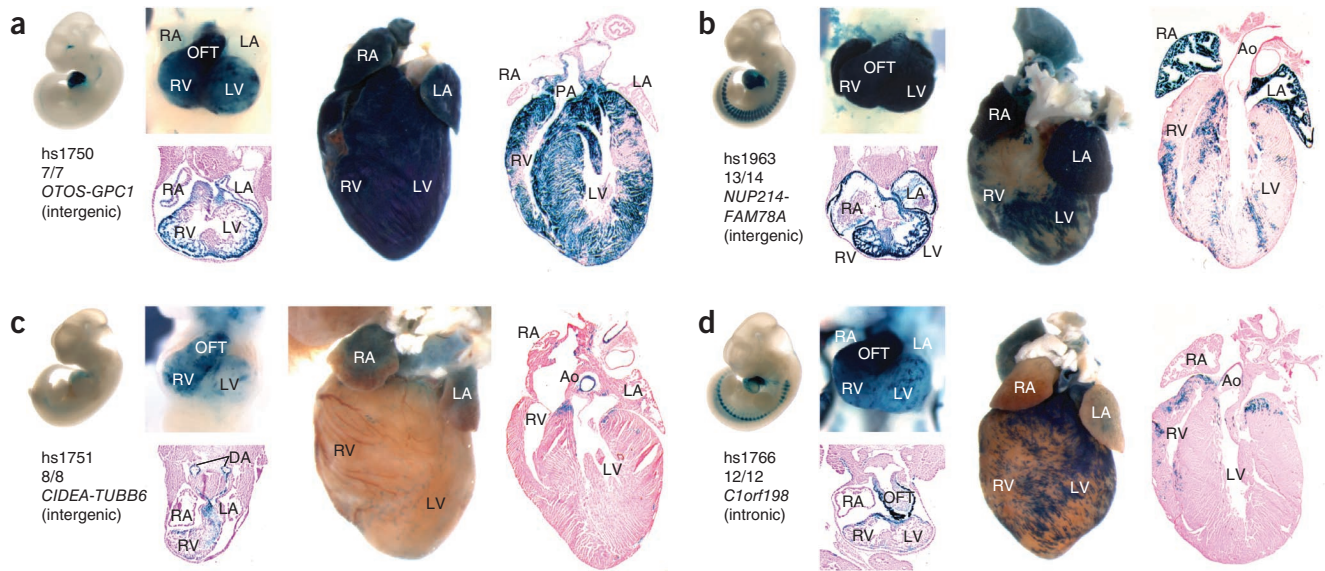 a
RA
LA
OFT
RV
LV
hs1750
7/7
OTOS-GPC1
(intergenic)
RA
LA
RV
LV
RA
LA
RV
LV
RA
LA
PA
RV
LV
b
OFT
RV
LV
hs1963
13/14
NUP214-
FAM78A
(intergenic)
LA
RA
RV
LV
RA
LA
RV
LV
RA
Ao
LA
RV
LV
c
OFT
RV
LV
hs1751
8/8
CIDEA-TUBB6
(intergenic)
DA
RA
LA
RV
RA
LA
RV
LV
RA
Ao
LA
RV
LV
d
RA
LA
OFT
RV
LV
hs1766
12/12
C1orf198
(intronic)
RA
OFT
RV
LV
RA
LA
RV
LV
RA
Ao
RV
LV